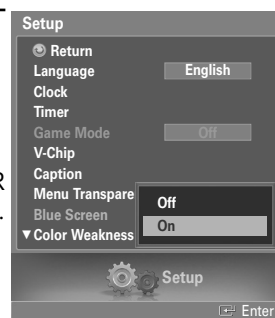 Setup
Return
Language English
Clock
Timer
Game Mode Off
V-Chip
Caption
R
Menu Transpare
Off
.
Blue Screen
On
▼ Color Weakness
Setup
Enter